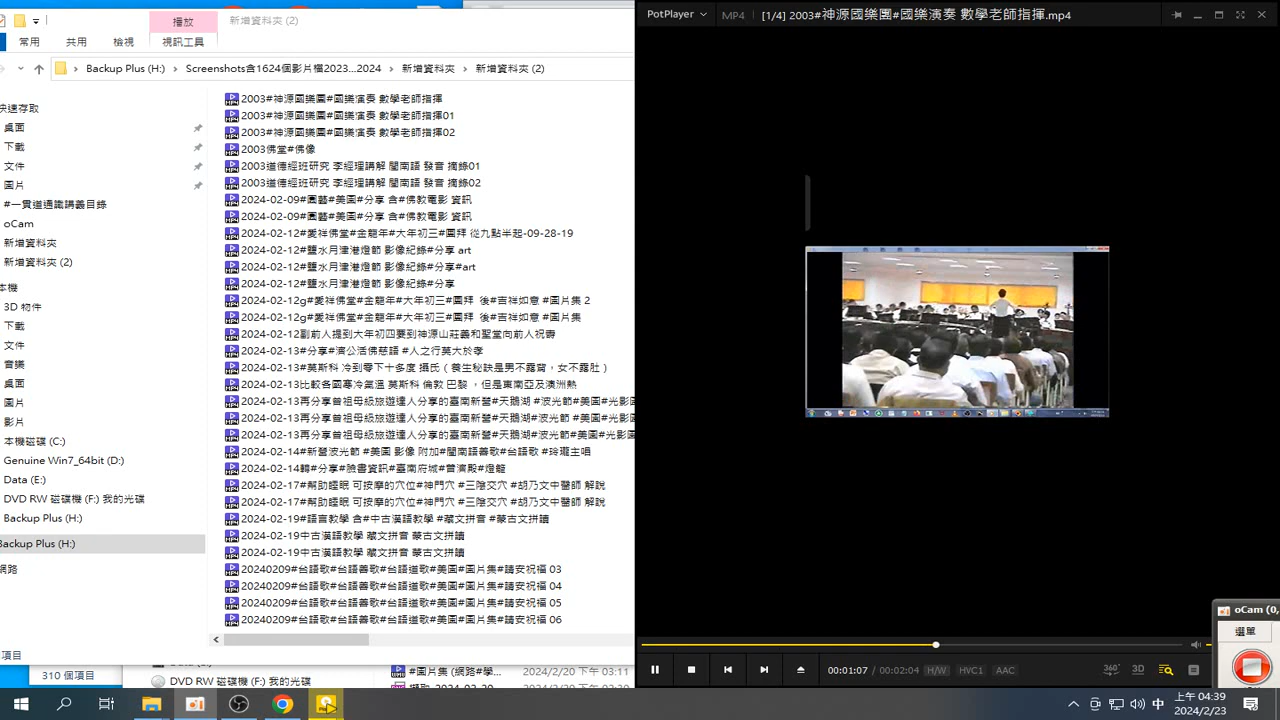 播放
新增資料夾 (2)
常用
共用
檢視
視訊工具
Backup Plus (H:) › Screenshots含1624個影片檔2023...2024 › 新增資料夾 › 新增資料夾 (2)
快速存取
桌面
下載
文件
圖片
#一貫道通識講義目錄
oCam
新增資料夾
新增資料夾 (2)
本機
3D 物件
下載
文件
音樂
桌面
圖片
影片
本機磁碟 (C:)
Genuine Win7_64bit (D:)
Data (E:)
DVD RW 磁碟機 (F:) 我的光碟
Backup Plus (H:)
Backup Plus (H:)
網路
項目
2003#神源國樂團#國樂演奏 數學老師指揮
2003#神源國樂團#國樂演奏 數學老師指揮01
2003#神源國樂團#國樂演奏 數學老師指揮02
2003佛堂#佛像
2003道德經班研究 李經理講解 閩南語 發音 摘錄01
2003道德經班研究 李經理講解 閩南語 發音 摘錄02
2024-02-09#園藝#美圖#分享 含#佛教電影 資訊
2024-02-09#園藝#美圖#分享 含#佛教電影 資訊
2024-02-12#愛祥佛堂#金龍年#大年初三#團拜 從九點半起-09-28-19
2024-02-12#鹽水月津港燈節 影像紀錄#分享 art
2024-02-12#鹽水月津港燈節 影像紀錄#分享#art
2024-02-12#鹽水月津港燈節 影像紀錄#分享
2024-02-12g#愛祥佛堂#金龍年#大年初三#團拜 後#吉祥如意 #圖片集 2
2024-02-12g#愛祥佛堂#金龍年#大年初三#團拜 後#吉祥如意 #圖片集
2024-02-12副前人提到大年初四要到神源山莊義和聖堂向前人祝壽
2024-02-13#分享#濟公活佛慈語 #人之行莫大於孝
2024-02-13#莫斯科 冷到零下十多度 攝氏 ( 養生秘訣是男不露背，女不露肚 )
2024-02-13比較各國寒冷氣溫 莫斯科 倫敦 巴黎 ，但是東南亞及澳洲熱
2024-02-13再分享曾祖母級旅遊達人分享的臺南新營#天鵝湖 #波光節#美圖#光影圖
2024-02-13再分享曾祖母級旅遊達人分享的臺南新營#天鵝湖#波光節#美圖#光影圖
2024-02-13再分享曾祖母級旅遊達人分享的臺南新營#天鵝湖#波光節#美圖#光影圖
2024-02-14#新營波光節 #美圖 影像 附加#閩南語善歌#台語歌 #玲瓏主唱
2024-02-14轉#分享#臉書資訊#臺南府城#普濟殿#燈籠
2024-02-17#幫助睡眠 可按摩的穴位#神門穴 #三陰交穴 #胡乃文中醫師 解說
2024-02-17#幫助睡眠 可按摩的穴位#神門穴 #三陰交穴 #胡乃文中醫師 解說
2024-02-19#語言教學 含#中古漢語教學 #藏文拼音 #蒙古文拼讀
2024-02-19中古漢語教學 藏文拼音 蒙古文拼讀
2024-02-19中古漢語教學 藏文拼音 蒙古文拼讀
20240209#台語歌#台語善歌#台語道歌#美圖#圖片集#請安祝福 03
20240209#台語歌#台語善歌#台語道歌#美圖#圖片集#請安祝福 04
20240209#台語歌#台語善歌#台語道歌#美圖#圖片集#請安祝福 05
20240209#台語歌#台語善歌#台語道歌#美圖#圖片集#請安祝福 06
310 個項目
DVD RW 磁碟機 (F:) 我的光碟
#圖片集 (網路#學...
2024/2/20 下午 03:11
PotPlayer
MP4
[1/4] 2003#神源國樂團#國樂演奏 數學老師指揮.mp4
00:01:07 / 00:02:04 H/W HVC1 AAC
360°
3D
oCam (0,
選單
中
上午 04:39
2024/2/23